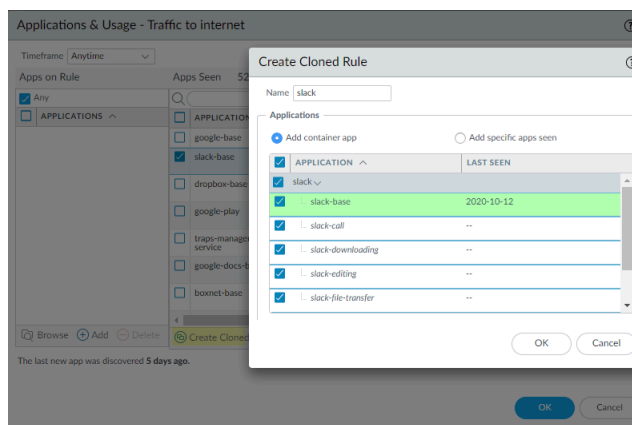 Applications & Usage - Traffic to internet
Timeframe Anytime
Apps on Rule
Apps Seen 52
Any
APPLICATIONS
APPLICATION
google-base
slack-base
dropbox-base
google-play
traps-manage
service
google-docs-b
boxnet-base
Browse Add Delete
Create Cloned
The last new app was discovered 5 days ago.
OK Cancel
Create Cloned Rule
Name slack
Applications
Add container app Add specific apps seen
APPLICATION LAST SEEN
slack
slack-base 2020-10-12
slack-call --
slack-downloading --
slack-editing --
slack-file-transfer --
OK Cancel